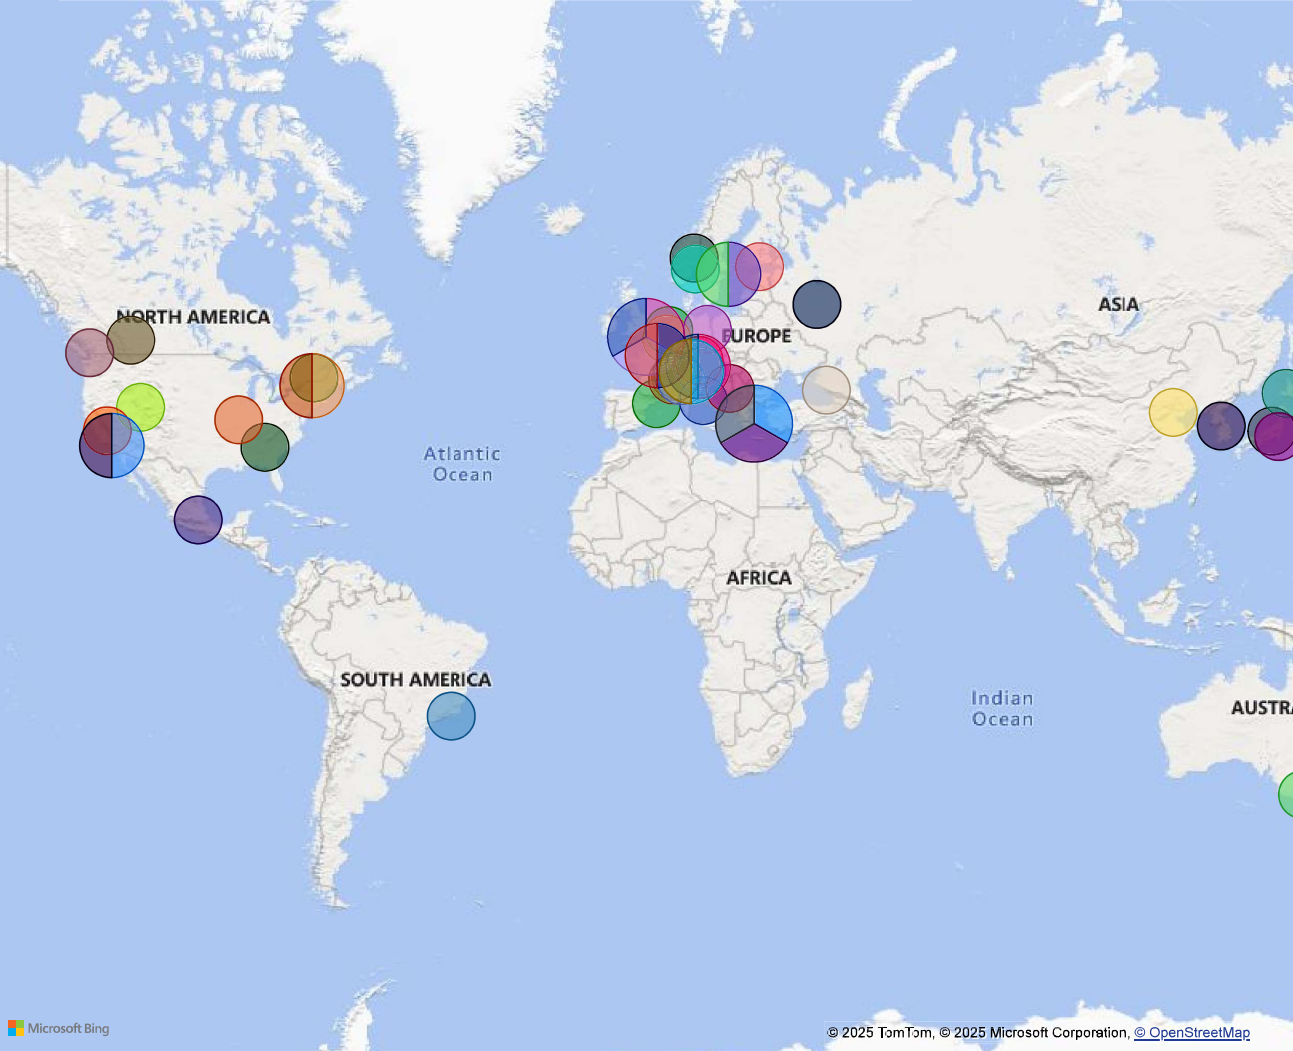 NORTH AMERICA
EUROPE
ASIA
Atlantic
Ocean
AFRICA
SOUTH AMERICA
Indian
Ocean
AUSTRA
Microsoft Bing
© 2025 TomTom, © 2025 Microsoft Corporation, © OpenStreetMap